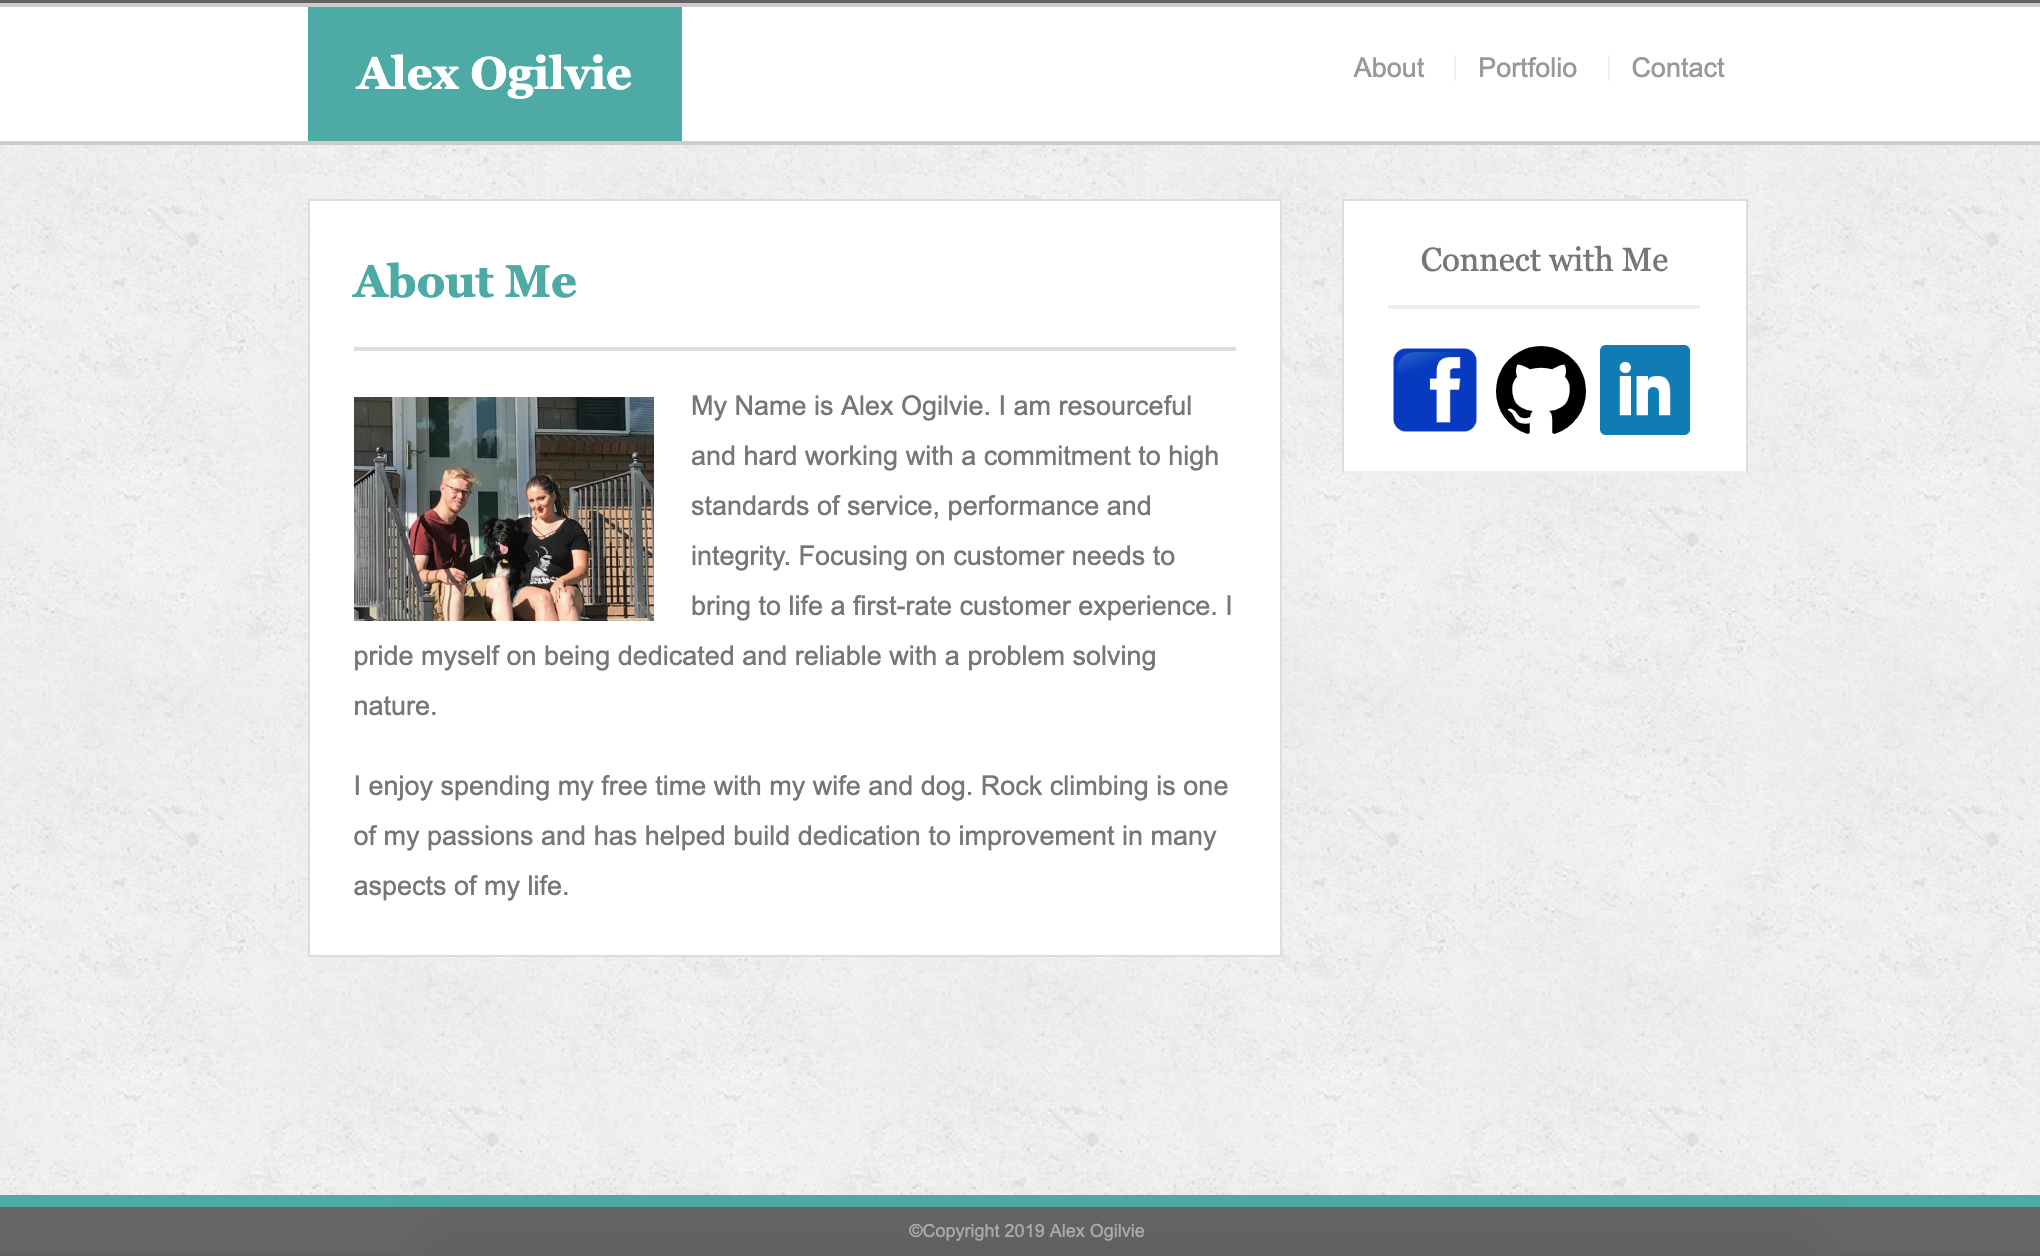 Alex Ogilvie
About
Portfolio
Contact
About Me
My Name is Alex Ogilvie. I am resourceful
and hard working with a commitment to high
standards of service, performance and
integrity. Focusing on customer needs to
bring to life a first-rate customer experience. I
pride myself on being dedicated and reliable with a problem solving
nature.
I enjoy spending my free time with my wife and dog. Rock climbing is one
of my passions and has helped build dedication to improvement in many
aspects of my life.
Connect with Me
f
in
©Copyright 2019 Alex Ogilvie